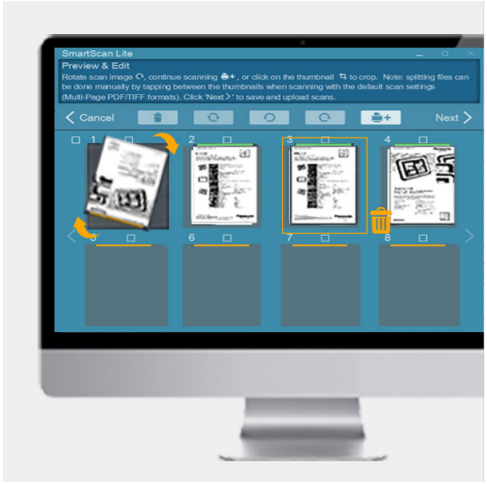 SmartScan Lite
Preview & Edit
Rotate scan image, continue scanning +, or click on the thumbnail to crop. Note: splitting files can
be done manually by tapping between the thumbnails when scanning with the default scan settings
(Multi-Page PDF/TIFF formats). Click 'Next >' to save and upload scans.
< Cancel + Next >
1 2 3 4
5 6 7 8